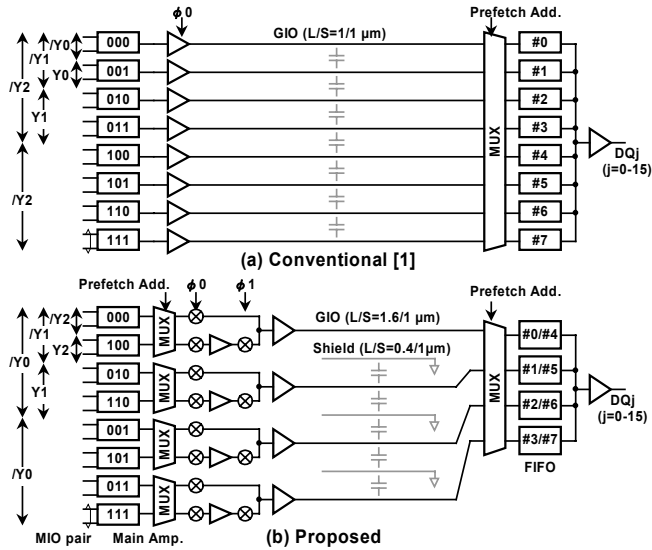 ϕ0 Prefetch Add.
GIO (L/S=1/1 μm)
/Y0 000 #0
/Y1 Y0 001 #1
/Y2 Y1 010 #2
011 MUX #3 DQj
100 #4 (j=0-15)
/Y2 101 #5
110 #6
111 #7
(a) Conventional [1]
Prefetch Add. ϕ0 ϕ1 Prefetch Add.
GIO (L/S=1.6/1 μm)
/Y2 000 MUX #0/#4
/Y1 Y2 100 Shield (L/S=0.4/1μm)
/Y0 Y1 010 MUX #1/#5
110 MUX DQj
001 MUX #2/#6 (j=0-15)
/Y0 101 #3/#7
011 MUX FIFO
111
MIO pair Main Amp. (b) Proposed